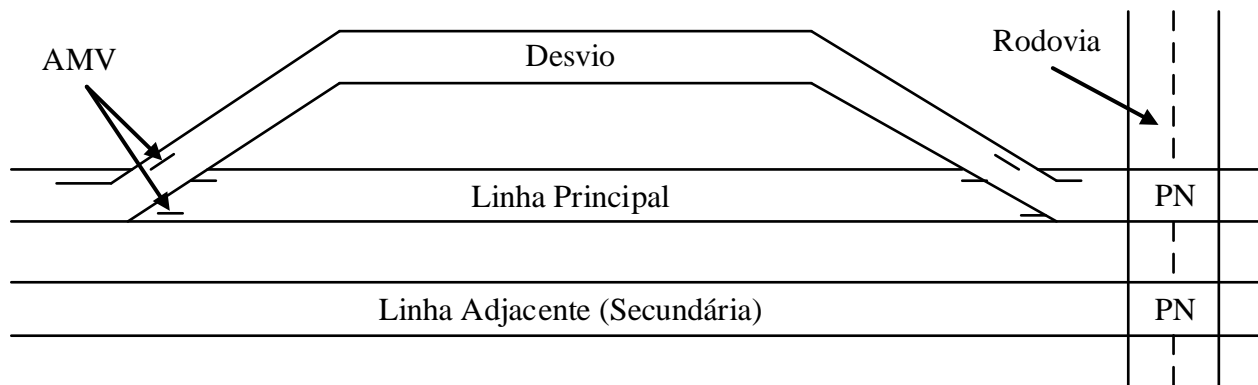 Rodovia
AMV
Desvio
Linha Principal
PN
Linha Adjacente (Secundária)
PN